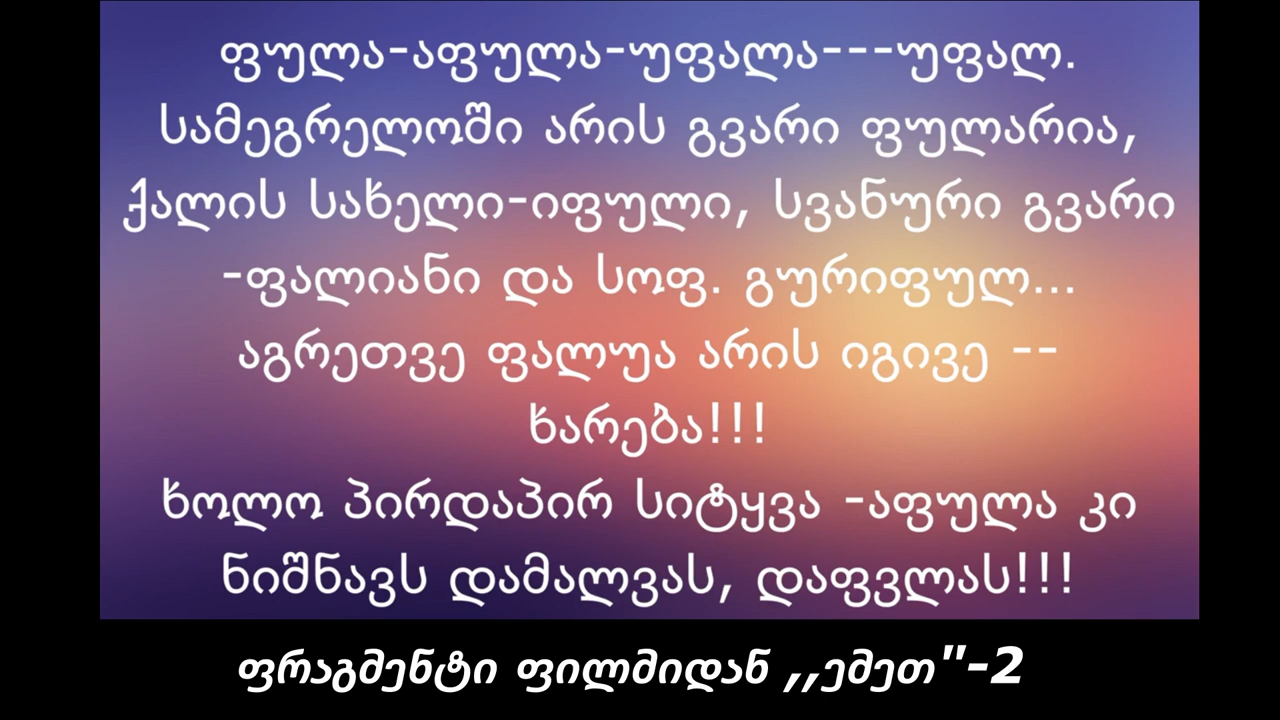 ფულა-აფულა-უფალა---უფალ.
სამეგრელოში არის გვარი ფულარია,
ქალის სახელი-იფული, სვანური გვარი
-ფალიანი და სოფ. გურიფულ...
აგრეთვე ფალუა არის იგივე --
ხარება!!!
ხოლო პირდაპირ სიტყვა -აფულა კი
ნიშნავს დამალვას, დაფვლას!!!
ფრაგმენტი ფილმიდან ,,ემეთ"-2